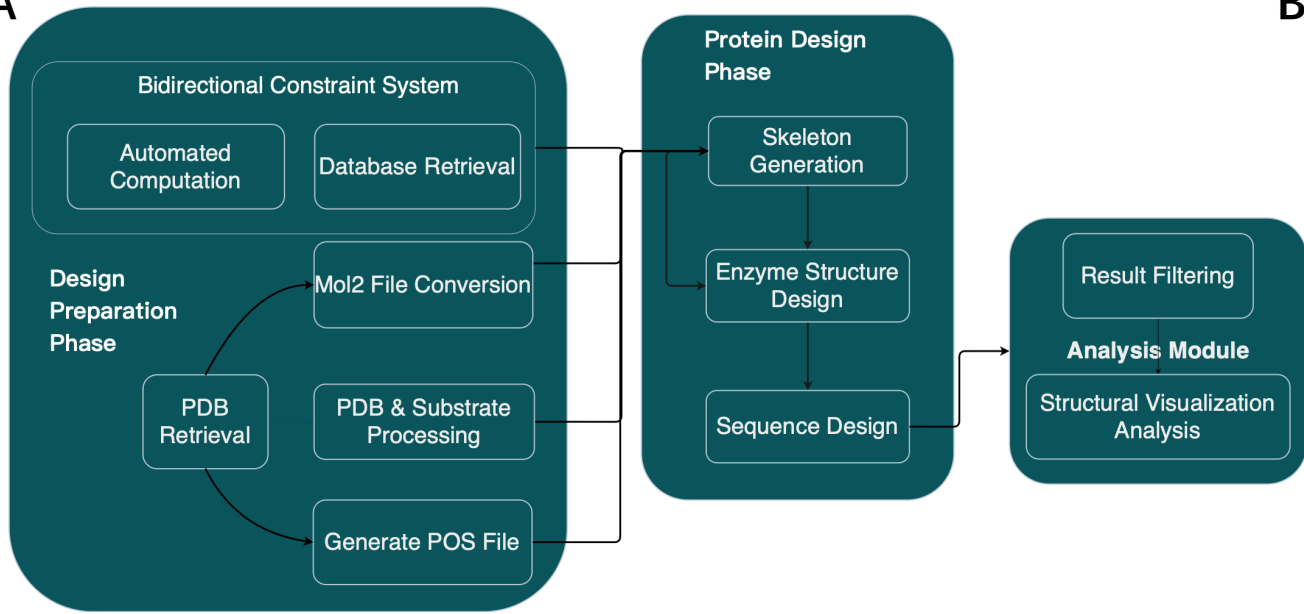 A
B
Bidirectional Constraint System
Automated
Computation
Database Retrieval
Design
Preparation
Phase
Mol2 File Conversion
PDB
Retrieval
PDB & Substrate
Processing
Generate POS File
Protein Design
Phase
Skeleton
Generation
Enzyme Structure
Design
Sequence Design
Result Filtering
Analysis Module
Structural Visualization
Analysis